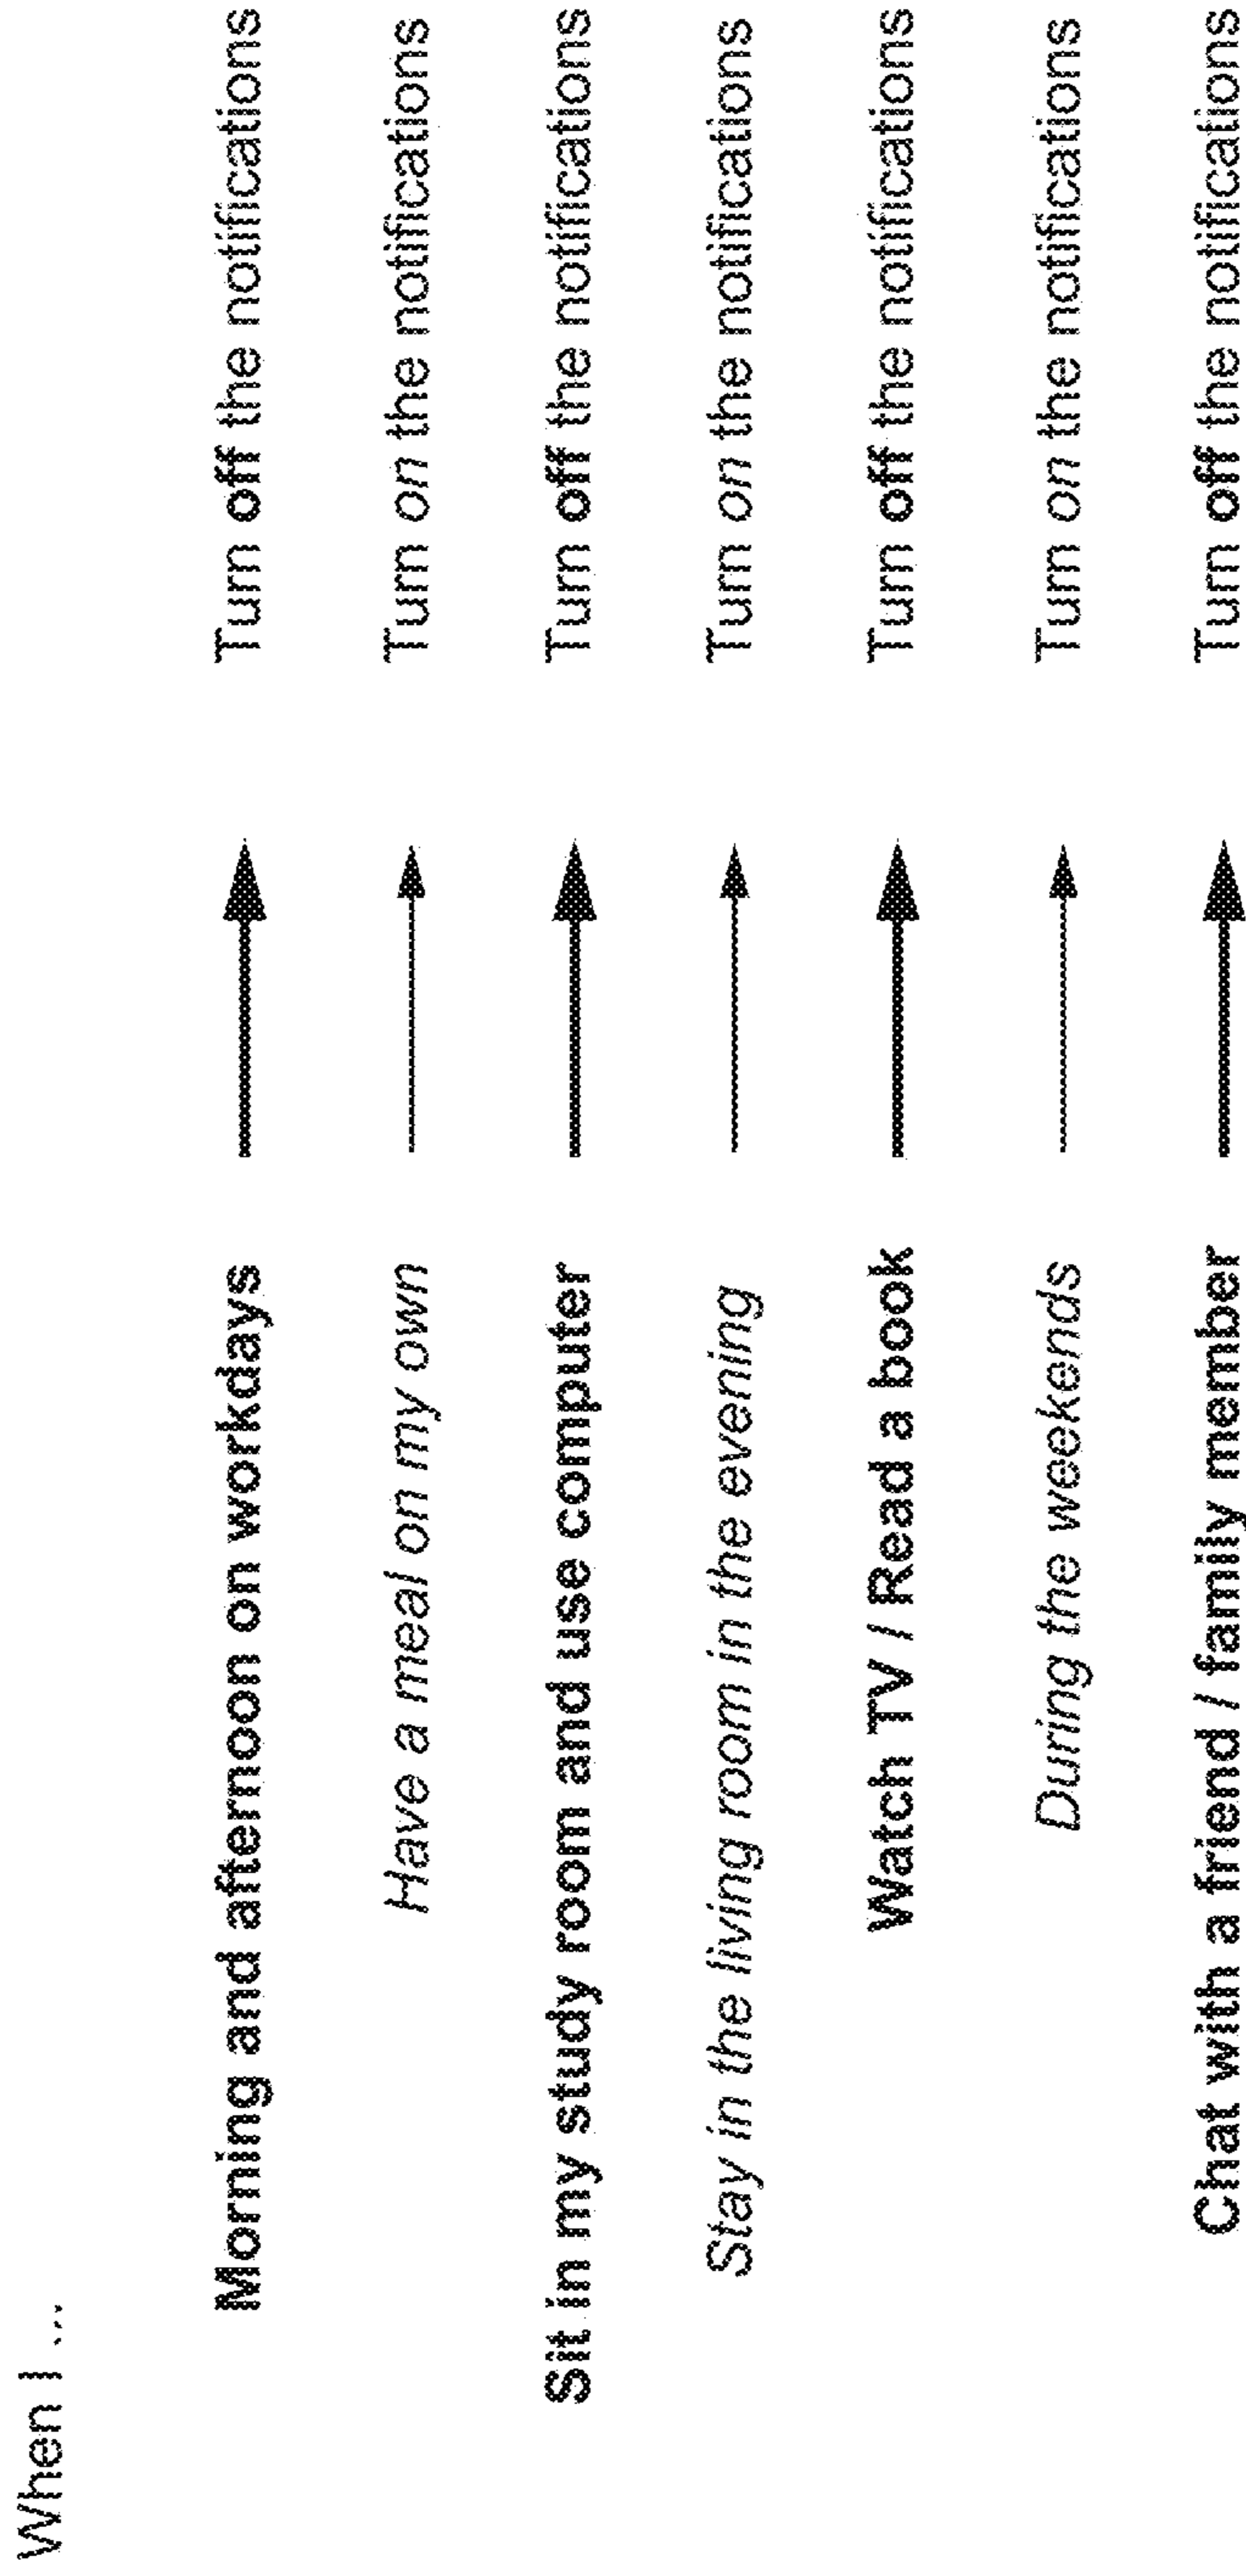 When I ...
Morning and afternoon on workdays Turn off the notifications
Have a meal on my own Turn on the notifications
Sit in my study room and use computer Turn off the notifications
Stay in the living room in the evening Turn on the notifications
Watch TV / Read a book Turn off the notifications
During the weekends Turn on the notifications
Chat with a friend / family member Turn off the notifications